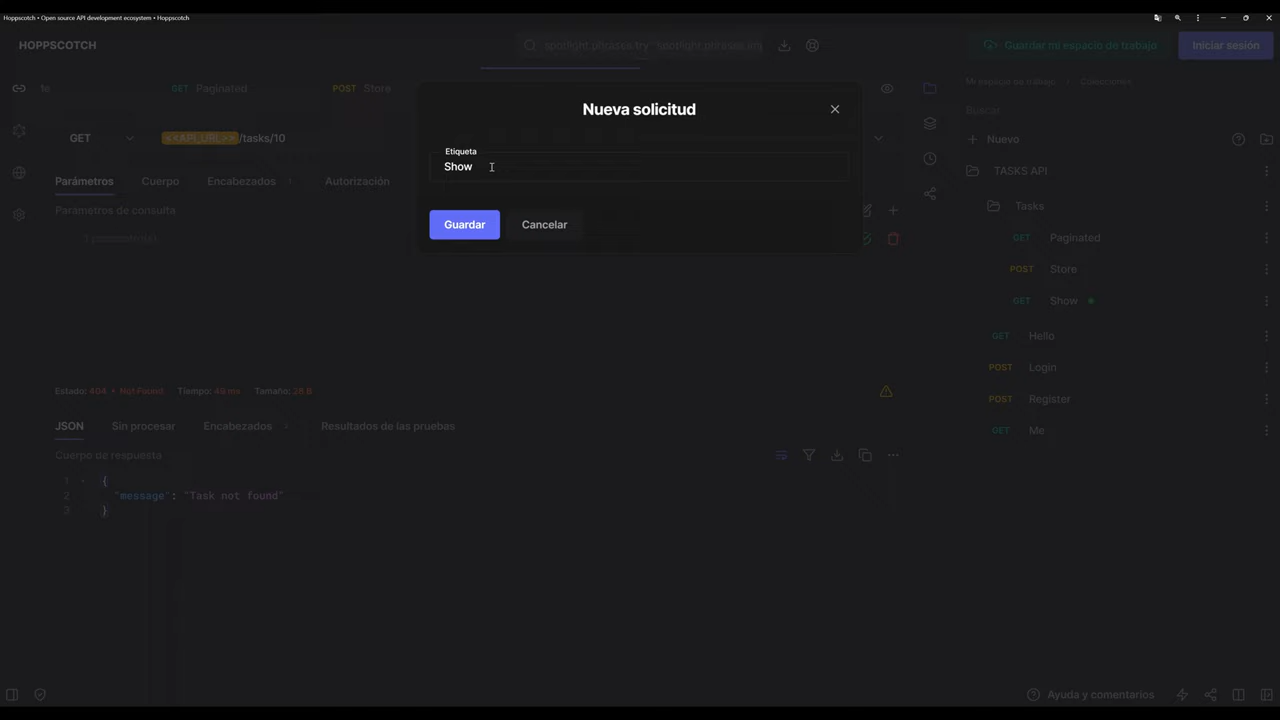 Hoppscotch • Open source API development ecosystem • Hoppscotch
HOPPSCOTCH
Guardar mi espacio de trabajo
Iniciar sesión
GET Paginated
POST Store
Mi espacio de trabajo / Colecciones
Nueva solicitud
Buscar
GET
<<API_URL>>/tasks/10
Nuevo
Etiqueta
Show
TASKS API
Parámetros
Cuerpo
Encabezados
Autorización
Tasks
Parámetros de consulta
Guardar
Cancelar
GET Paginated
POST Store
GET Show
GET Hello
POST Login
POST Register
GET Me
Estado: 404 • Not Found Tiempo: 49 ms Tamaño: 28 B
JSON
Sin procesar
Encabezados
Resultados de las pruebas
Cuerpo de respuesta
1 {
2 "message": "Task not found"
3 }
Ayuda y comentarios